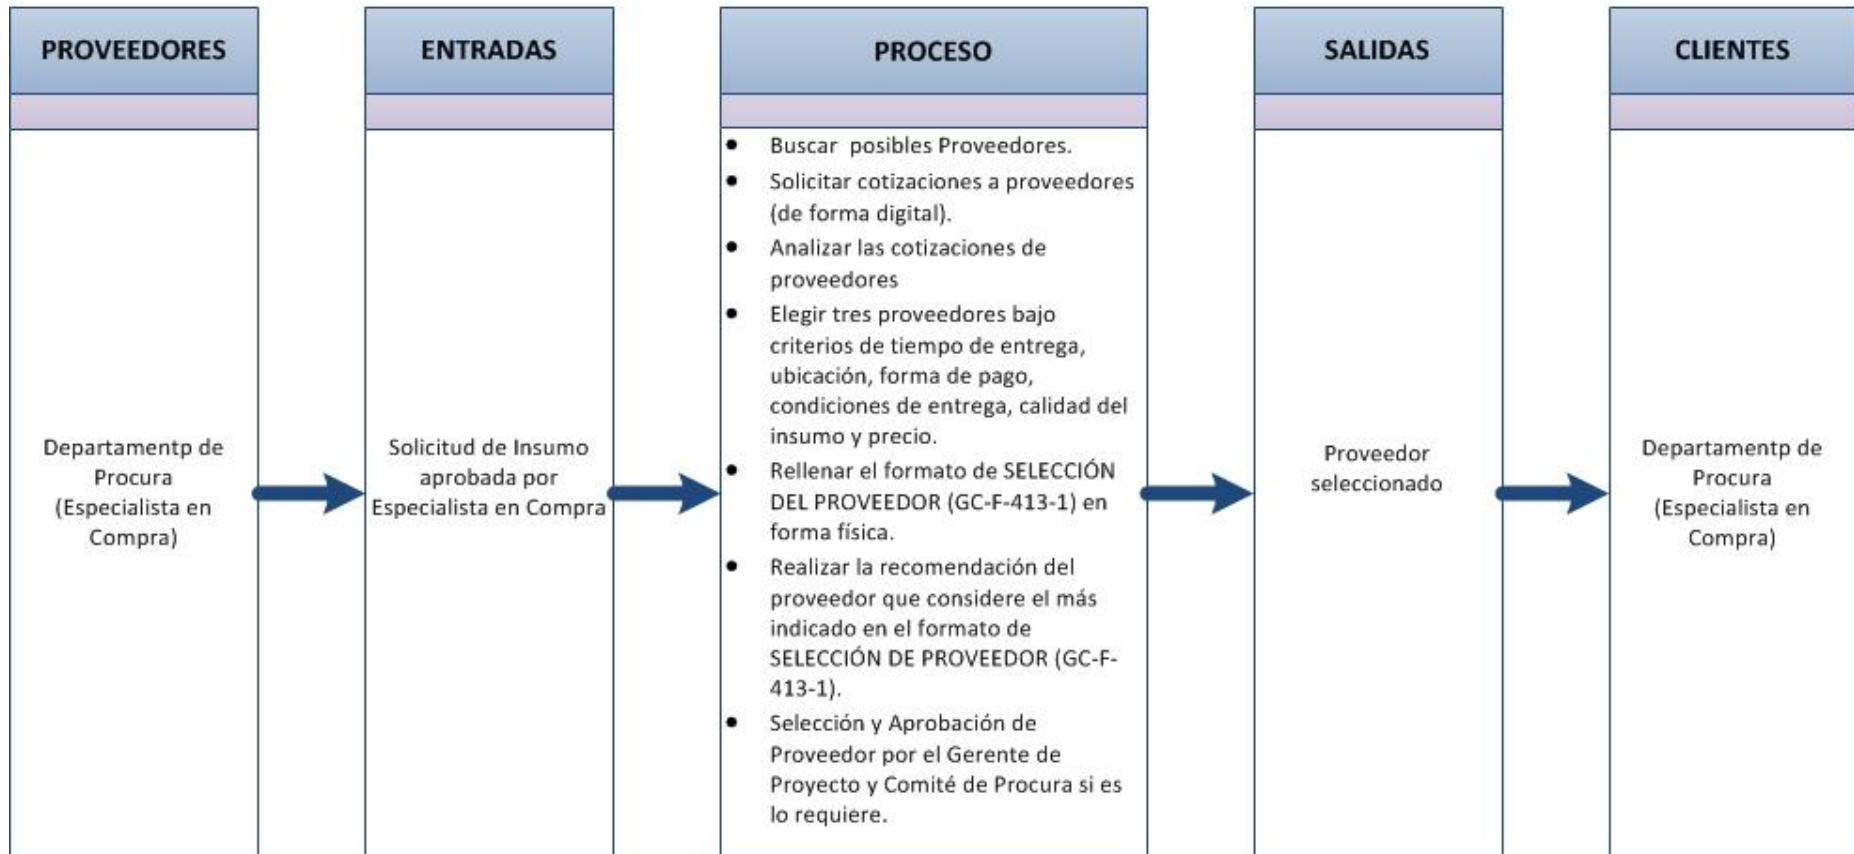 PROVEEDORES
ENTRADAS
PROCESO
SALIDAS
CLIENTES
Departamentp de
Procura
(Especialista en
Compra)
Solicitud de Insumo
aprobada por
Especialista en Compra
• Buscar posibles Proveedores.
• Solicitar cotizaciones a proveedores
(de forma digital).
• Analizar las cotizaciones de
proveedores
• Elegir tres proveedores bajo
criterios de tiempo de entrega,
ubicación, forma de pago,
condiciones de entrega, calidad del
insumo y precio.
• Rellenar el formato de SELECCIÓN
DEL PROVEEDOR (GC-F-413-1) en
forma física.
• Realizar la recomendación del
proveedor que considere el más
indicado en el formato de
SELECCIÓN DE PROVEEDOR (GC-F-
413-1).
• Selección y Aprobación de
Proveedor por el Gerente de
Proyecto y Comité de Procura si es
lo requiere.
Proveedor
seleccionado
Departamentp de
Procura
(Especialista en
Compra)